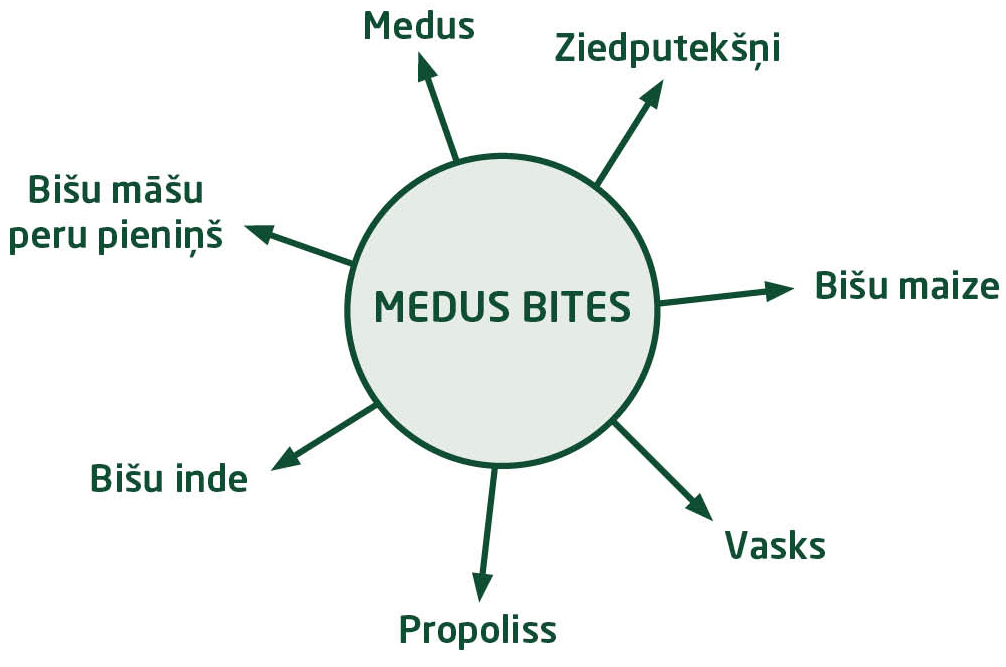 Medus
Ziedputekšņi
Bišu māšu
peru pieniņš
MEDUS BITES
Bišu maize
Bišu inde
Vasks
Propoliss